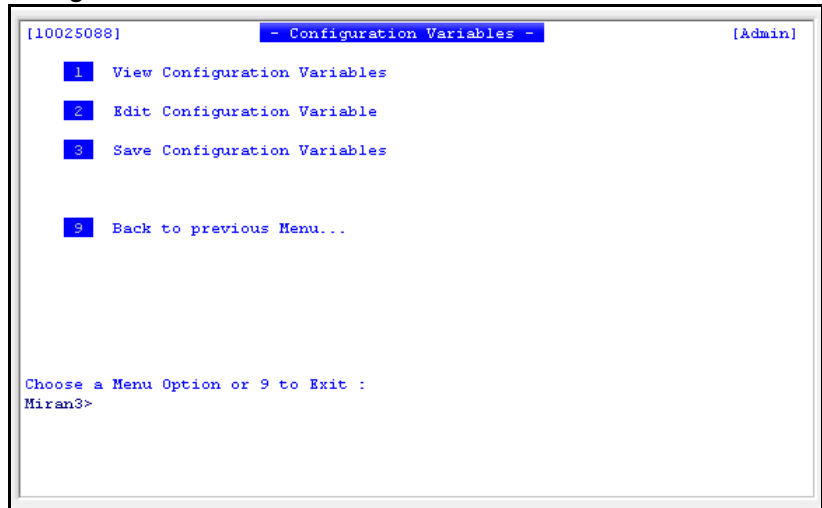 [10025088] - Configuration Variables - [Admin]
1 View Configuration Variables
2 Edit Configuration Variable
3 Save Configuration Variables
9 Back to previous Menu...
Choose a Menu Option or 9 to Exit :
Miran3>